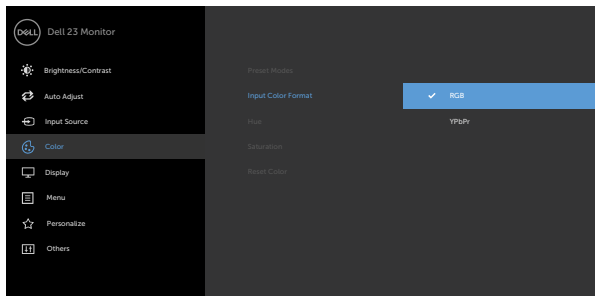 DELL Dell 23 Monitor
Brightness/Contrast
Auto Adjust
Input Source
Color
Display
Menu
Personalize
Others
Preset Modes
Input Color Format
Hue
Saturation
Reset Color
RGB
YPbPr